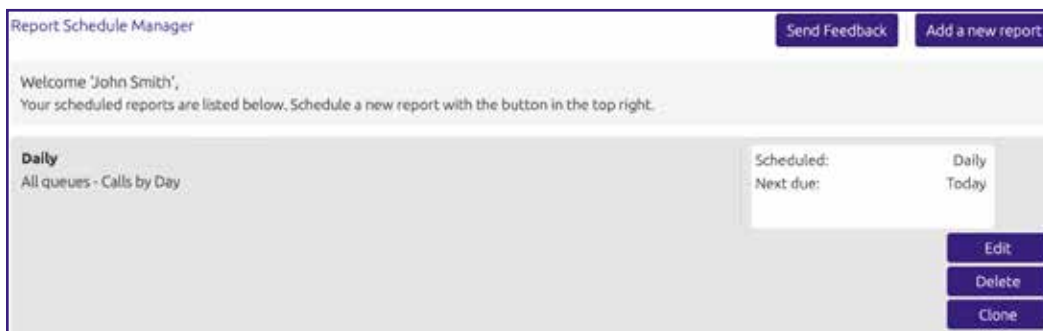 Report Schedule Manager
Send Feedback
Add a new report
Welcome 'John Smith',
Your scheduled reports are listed below. Schedule a new report with the button in the top right.
Daily
All queues - Calls by Day
Scheduled: Daily
Next due: Today
Edit
Delete
Clone